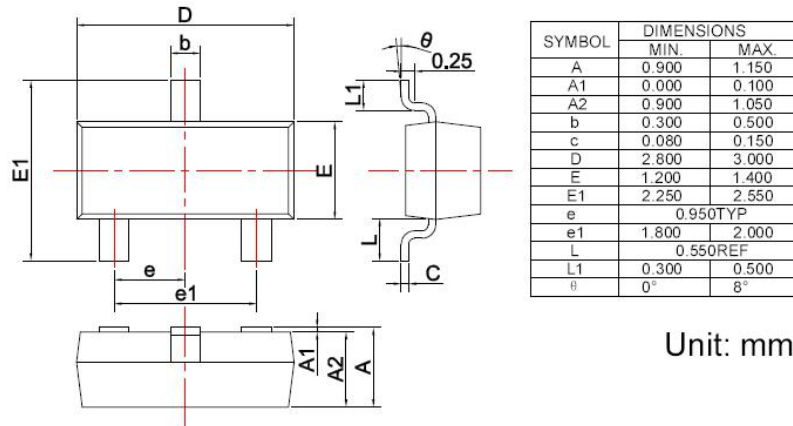 D
b
θ
0.25
L1
E1
E
L
C
e
e1
A1
A2
A
SYMBOL DIMENSIONS
MIN. MAX.
A 0.900 1.150
A1 0.000 0.100
A2 0.900 1.050
b 0.300 0.500
c 0.080 0.150
D 2.800 3.000
E 1.200 1.400
E1 2.250 2.550
e 0.950TYP
e1 1.800 2.000
L 0.550REF
L1 0.300 0.500
θ 0° 8°
Unit: mm